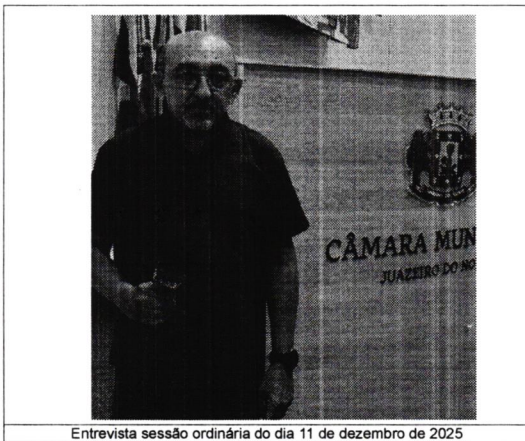 CÂMARA MUN
JUAZEIRO DO NO
Entrevista sessão ordinária do dia 11 de dezembro de 2025